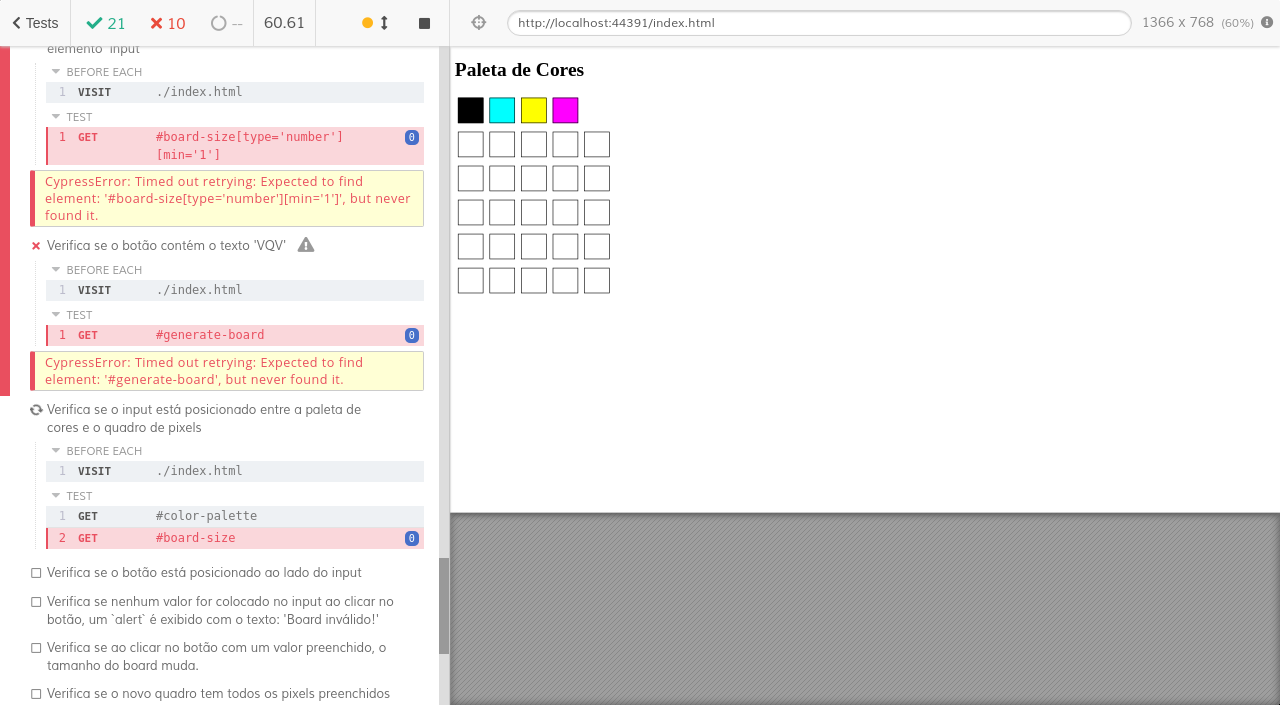 Tests
21
10
--
60.61
http://localhost:44391/index.html
1366 x 768 (60%)
elemento `input`
BEFORE EACH
1 VISIT ./index.html
TEST
1 GET #board-size[type='number']
[min='1']
0
CypressError: Timed out retrying: Expected to find
element: '#board-size[type='number'][min='1']', but never
found it.
Verifica se o botão contém o texto 'VQV'
BEFORE EACH
1 VISIT ./index.html
TEST
1 GET #generate-board 0
CypressError: Timed out retrying: Expected to find
element: '#generate-board', but never found it.
Verifica se o input está posicionado entre a paleta de
cores e o quadro de pixels
BEFORE EACH
1 VISIT ./index.html
TEST
1 GET #color-palette
2 GET #board-size 0
Verifica se o botão está posicionado ao lado do input
Verifica se nenhum valor for colocado no input ao clicar no
botão, um `alert` é exibido com o texto: 'Board inválido!'
Verifica se ao clicar no botão com um valor preenchido, o
tamanho do board muda.
Verifica se o novo quadro tem todos os pixels preenchidos
Paleta de Cores